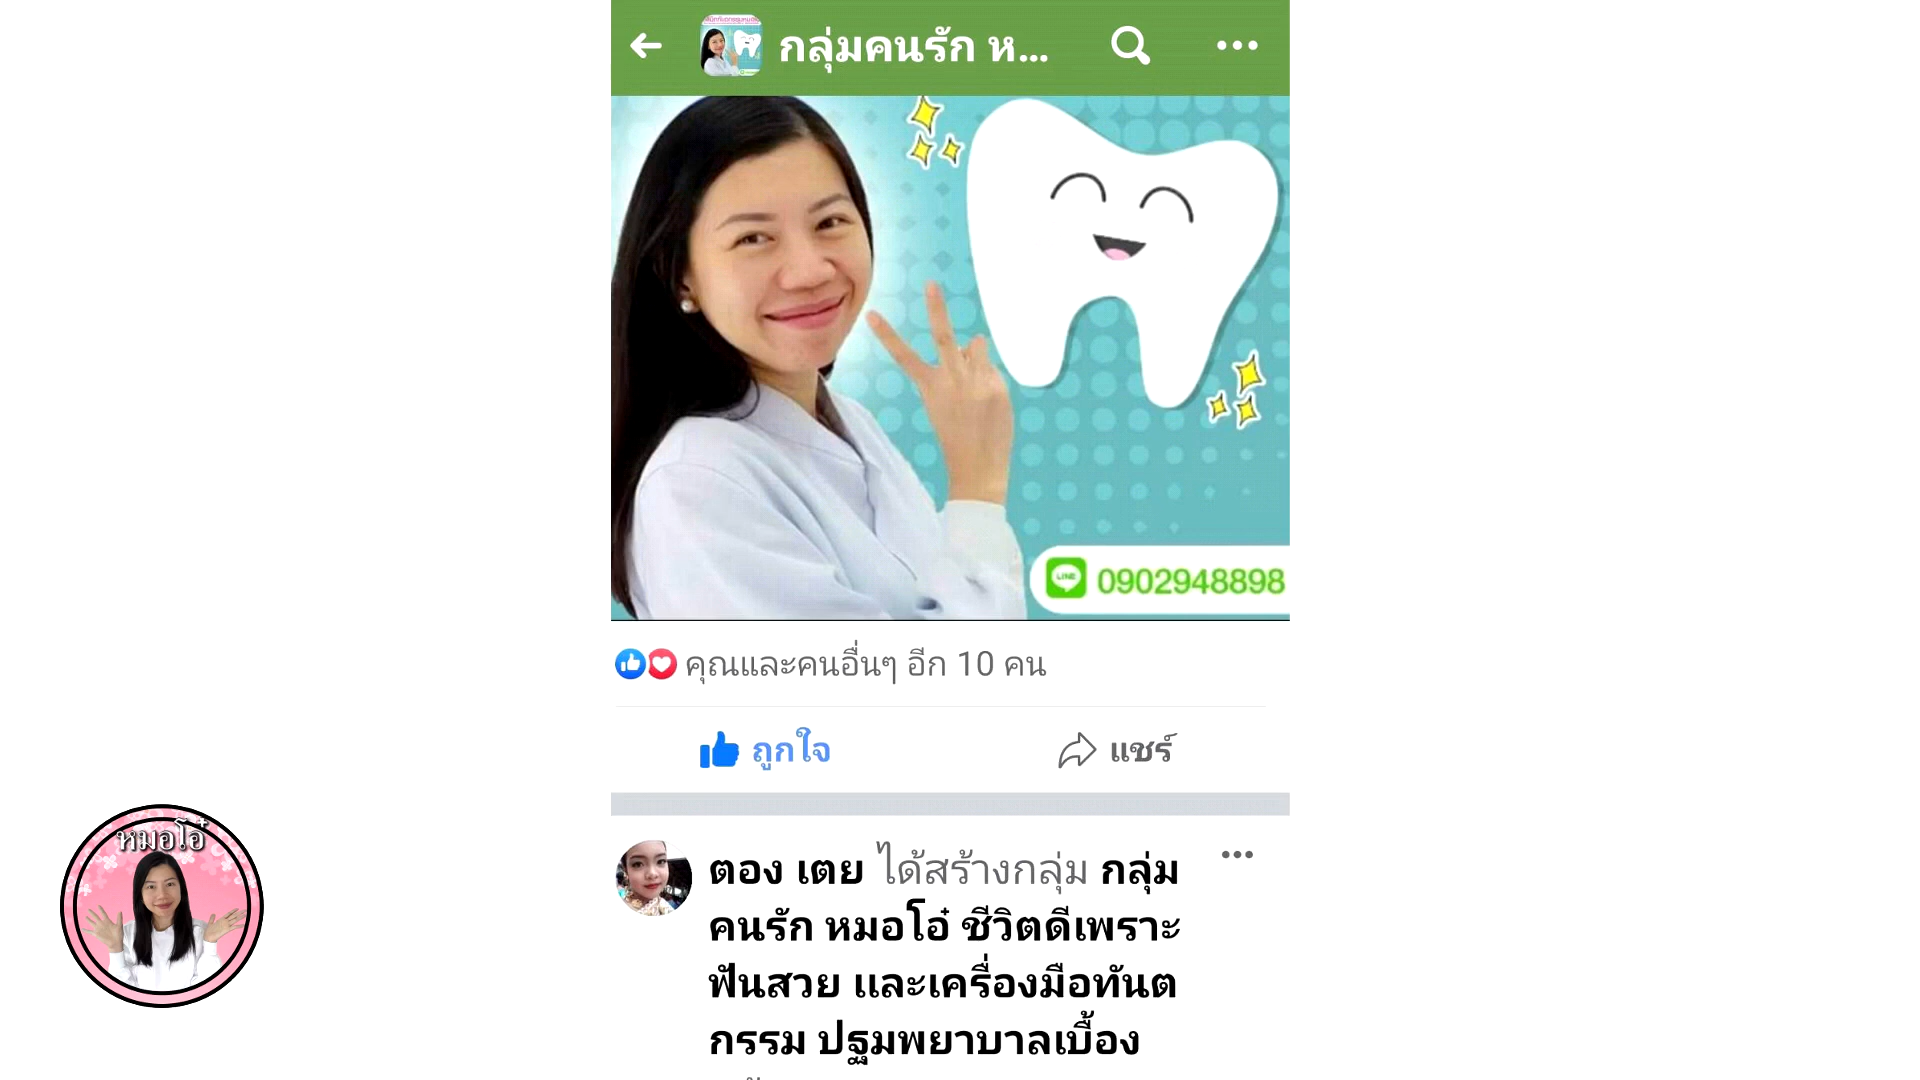 กลุ่มคนรัก ห...
LINE 0902948898
คุณและคนอื่นๆ อีก 10 คน
ถูกใจ
แชร์
ตอง เตย ได้สร้างกลุ่ม กลุ่ม
คนรัก หมอโอ๋ ชีวิตดีเพราะ
ฟันสวย และเครื่องมือทันต
กรรม ปฐมพยาบาลเบื้อง
หมอโอ๋